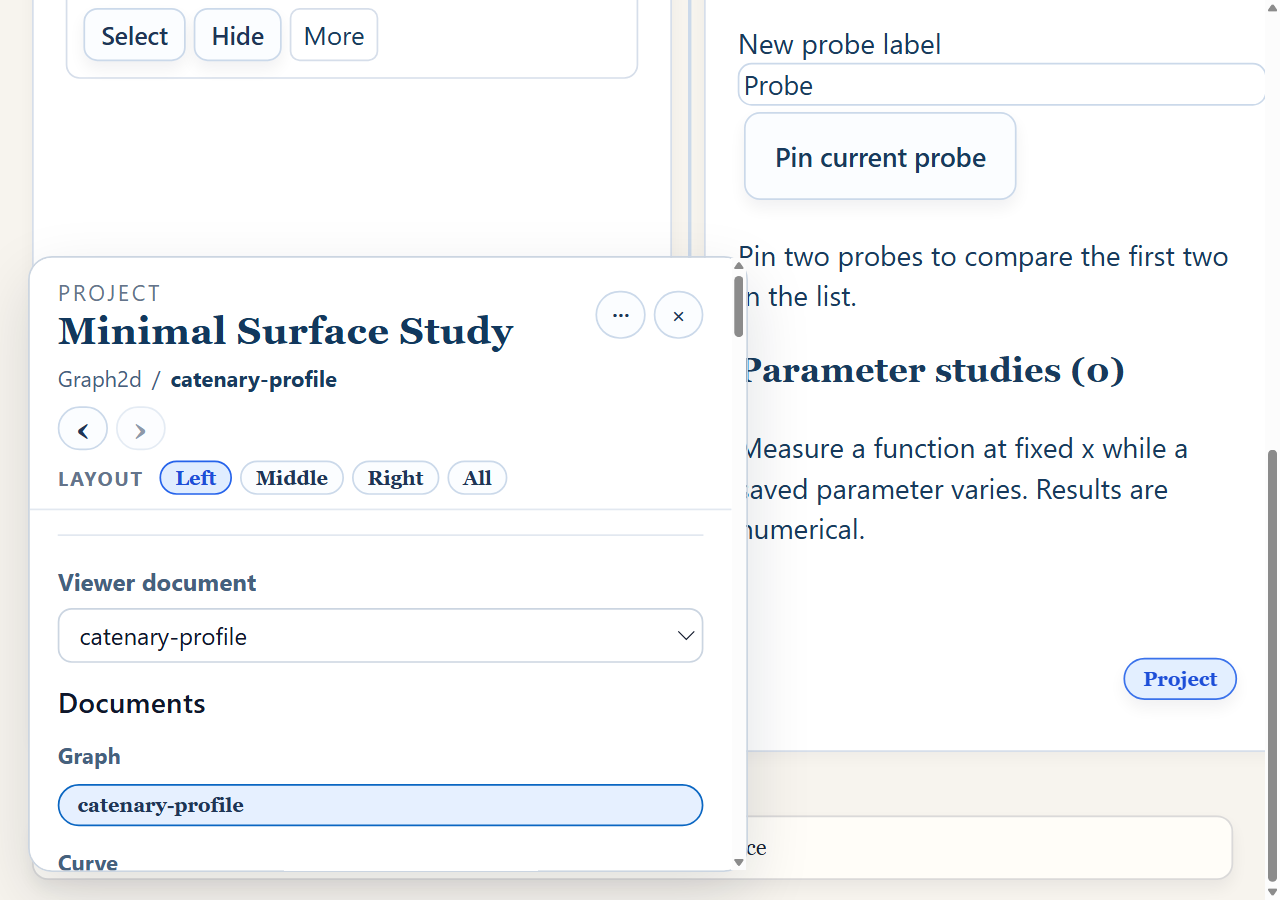 Select Hide More
New probe label
Probe
Pin current probe
Pin two probes to compare the first two
in the list.
Parameter studies (0)
Measure a function at fixed x while a
saved parameter varies. Results are
numerical.
Project
PROJECT
Minimal Surface Study
Graph2d / catenary-profile
LAYOUT Left Middle Right All
Viewer document
catenary-profile
Documents
Graph
catenary-profile
Curve
ce